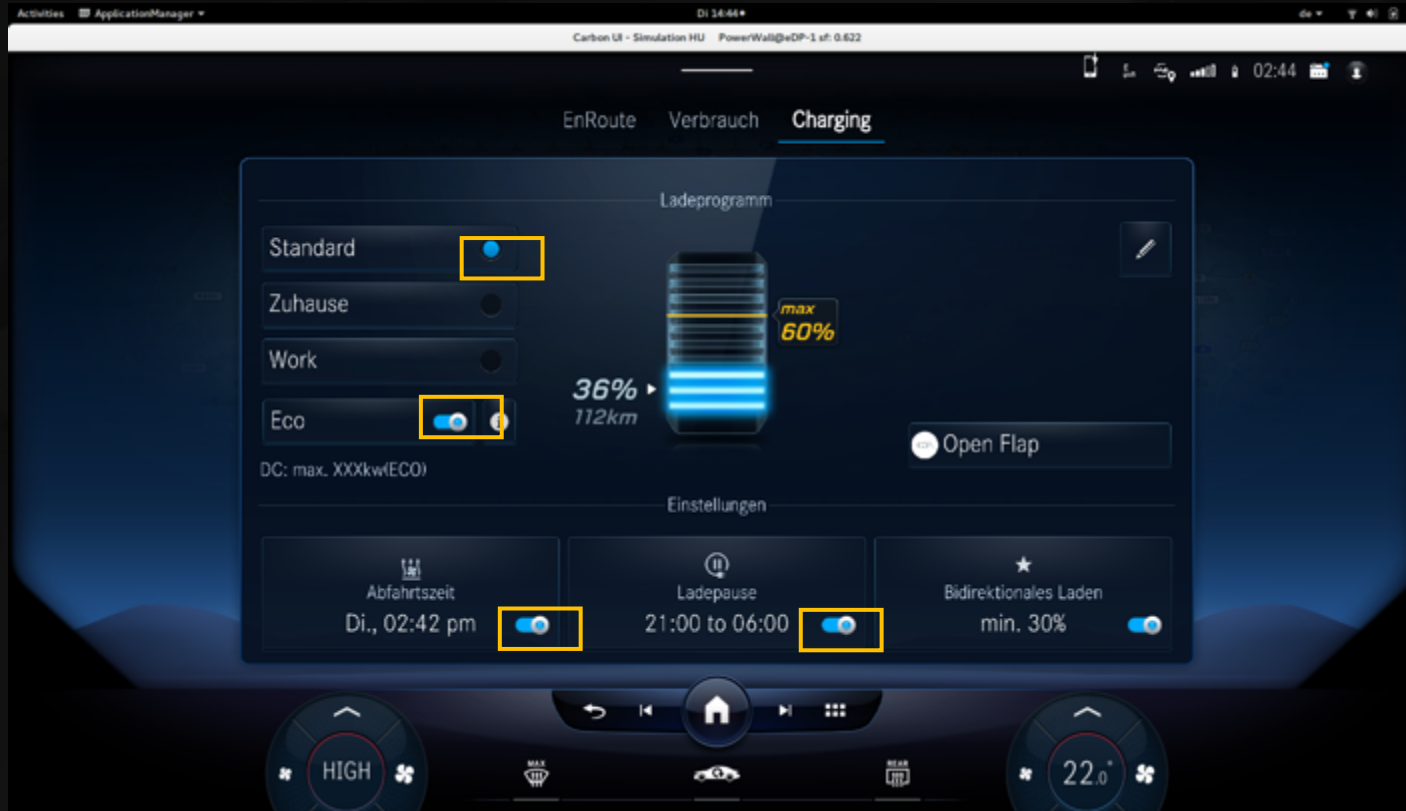 Activities ApplicationManager Di 14:44 de
Carbon UI - Simulation HU PowerWall@eDP-1 sf: 0.622
02:44
EnRoute Verbrauch Charging
Ladeprogramm
Standard
Zuhause
max
60%
Work
36%
112km
Eco
Open Flap
DC: max. XXXkw(ECO)
Einstellungen
Abfahrtszeit Ladepause Bidirektionales Laden
Di., 02:42 pm 21:00 to 06:00 min. 30%
MAX REAR
HIGH 22.0°